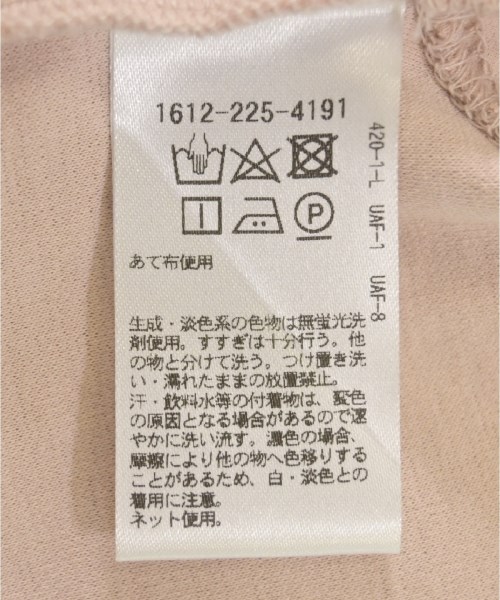 1612-225-4191
P
あて布使用
生成・淡色系の色物は無蛍光洗
剤使用。すすぎは十分行う。他
の物と分けて洗う。つけ置き洗
い・濡れたままの放置禁止。
汗・飲料水等の付着物は、変色
の原因となる場合があるので速
やかに洗い流す。濃色の場合、
摩擦により他の物へ色移りする
ことがあるため、白・淡色との
着用に注意。
ネット使用。
420-1-L UAF-1 UAF-8